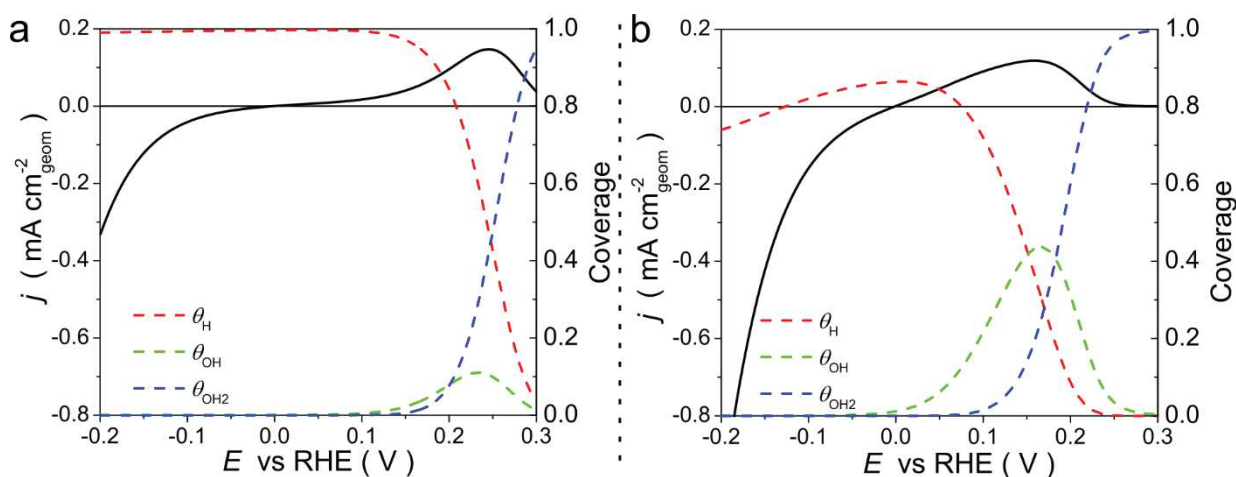 a
0.2
0.0
-0.2
-0.4
-0.6
-0.8
j ( mA cm⁻²geom )
1.0
0.8
0.6
0.4
0.2
0.0
Coverage
θH
θOH
θOH2
-0.2 -0.1 0.0 0.1 0.2 0.3
E vs RHE ( V )
b
0.2
0.0
-0.2
-0.4
-0.6
-0.8
j ( mA cm⁻²geom )
1.0
0.8
0.6
0.4
0.2
0.0
Coverage
θH
θOH
θOH2
-0.2 -0.1 0.0 0.1 0.2 0.3
E vs RHE ( V )